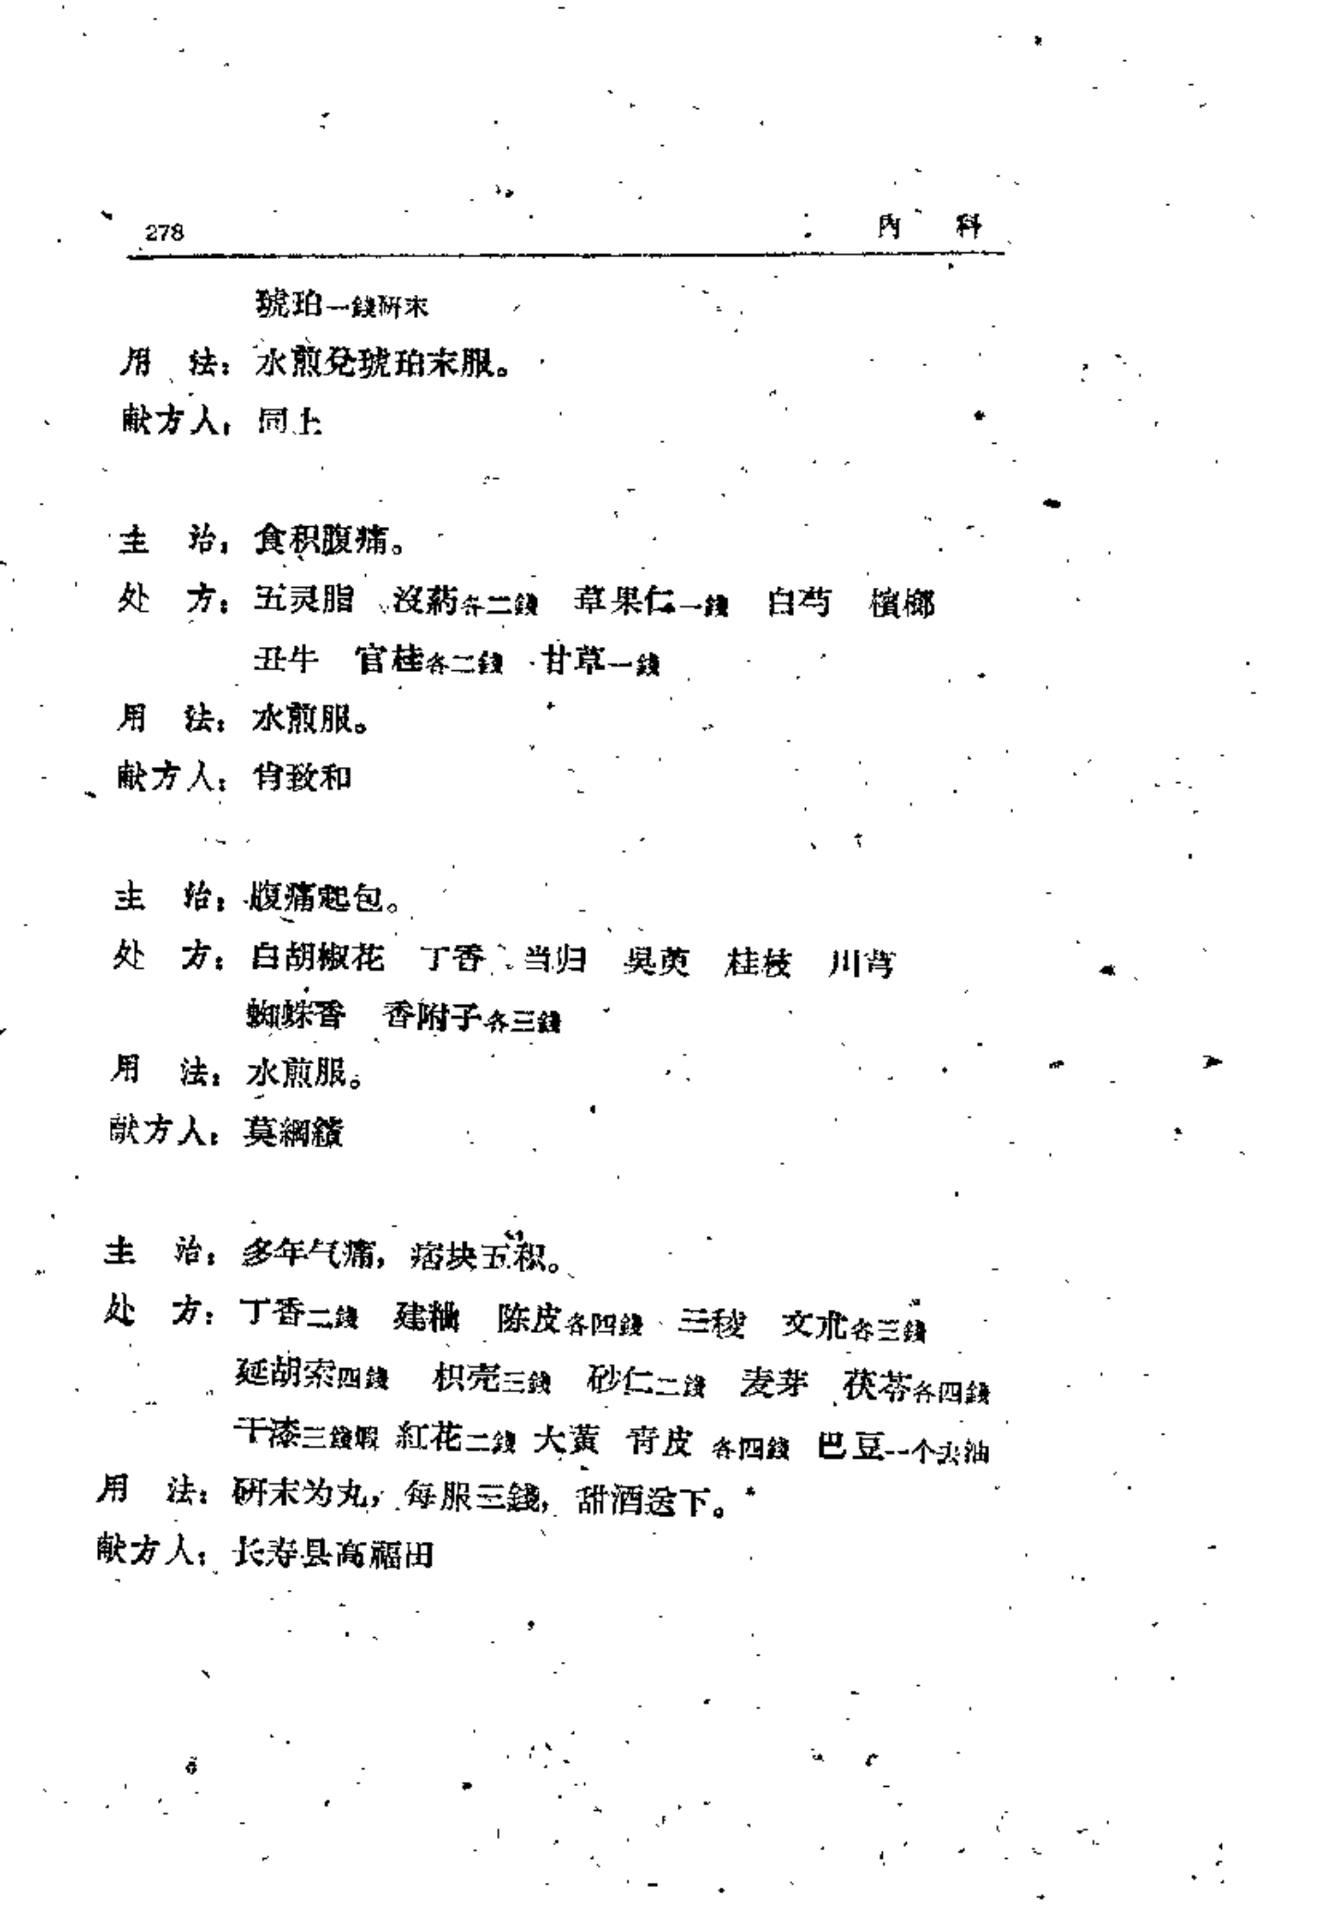 278 内 科
琥珀一錢研末
用 法：水煎兌琥珀末服。
献方人：同上
主 治：食积腹痛。
处 方：五灵脂 沒葯各二錢 草果仁一錢 白芍 檳榔
丑牛 官桂各二錢 甘草一錢
用 法：水煎服。
献方人：肖致和
主 治：腹痛起包。
处 方：白胡椒花 丁香 当归 吳萸 桂枝 川芎
蜘蛛香 香附子各三錢
用 法：水煎服。
献方人：莫綱纘
主 治：多年气痛，痞块五积。
处 方：丁香二錢 建粬 陈皮各四錢 三稜 文朮各三錢
延胡索四錢 枳壳三錢 砂仁二錢 麦芽 茯苓各四錢
干漆三錢煅 紅花二錢 大黃 青皮 各四錢 巴豆一个去油
用 法：研末为丸，每服三錢，甜酒送下。
献方人：长寿县高福田